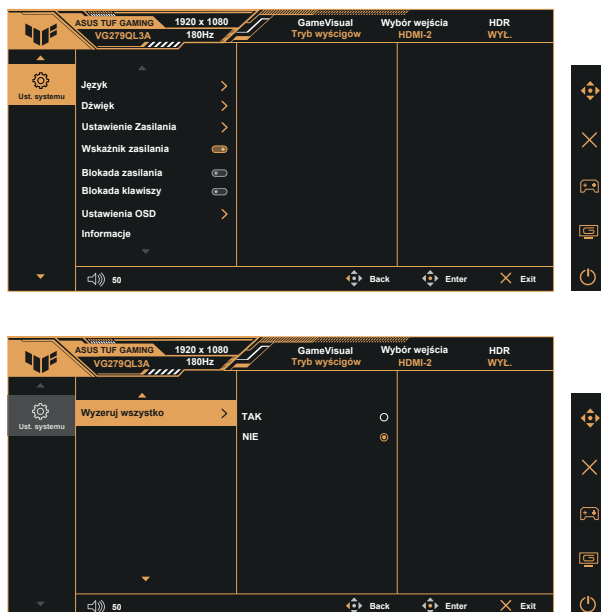 ASUS TUF GAMING
VG279QL3A
1920 x 1080
180Hz
GameVisual
Tryb wyścigów
Wybór wejścia
HDMI-2
HDR
WYŁ.
Ust. systemu
Język
Dźwięk
Ustawienie Zasilania
Wskaźnik zasilania
Blokada zasilania
Blokada klawiszy
Ustawienia OSD
Informacje
50
Back
Enter
Exit
ASUS TUF GAMING
VG279QL3A
1920 x 1080
180Hz
GameVisual
Tryb wyścigów
Wybór wejścia
HDMI-2
HDR
WYŁ.
Ust. systemu
Wyzeruj wszystko
TAK
NIE
50
Back
Enter
Exit